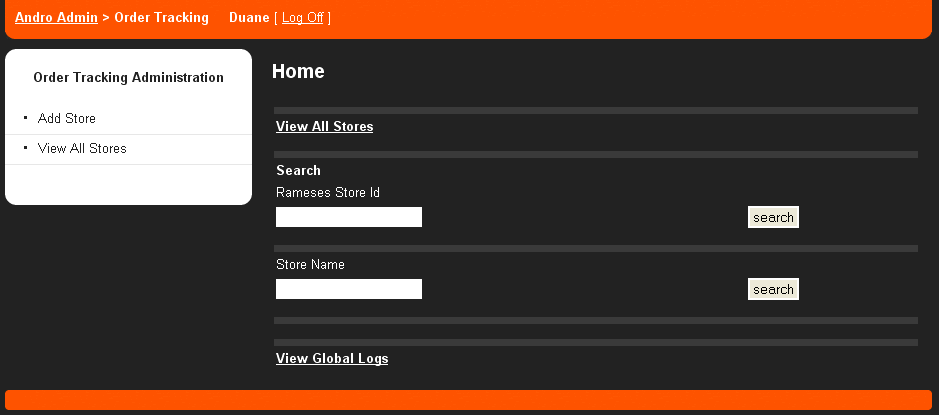 Andro Admin > Order Tracking Duane [ Log Off ]
Order Tracking Administration
Add Store
View All Stores
Home
View All Stores
Search
Rameses Store Id
search
Store Name
search
View Global Logs